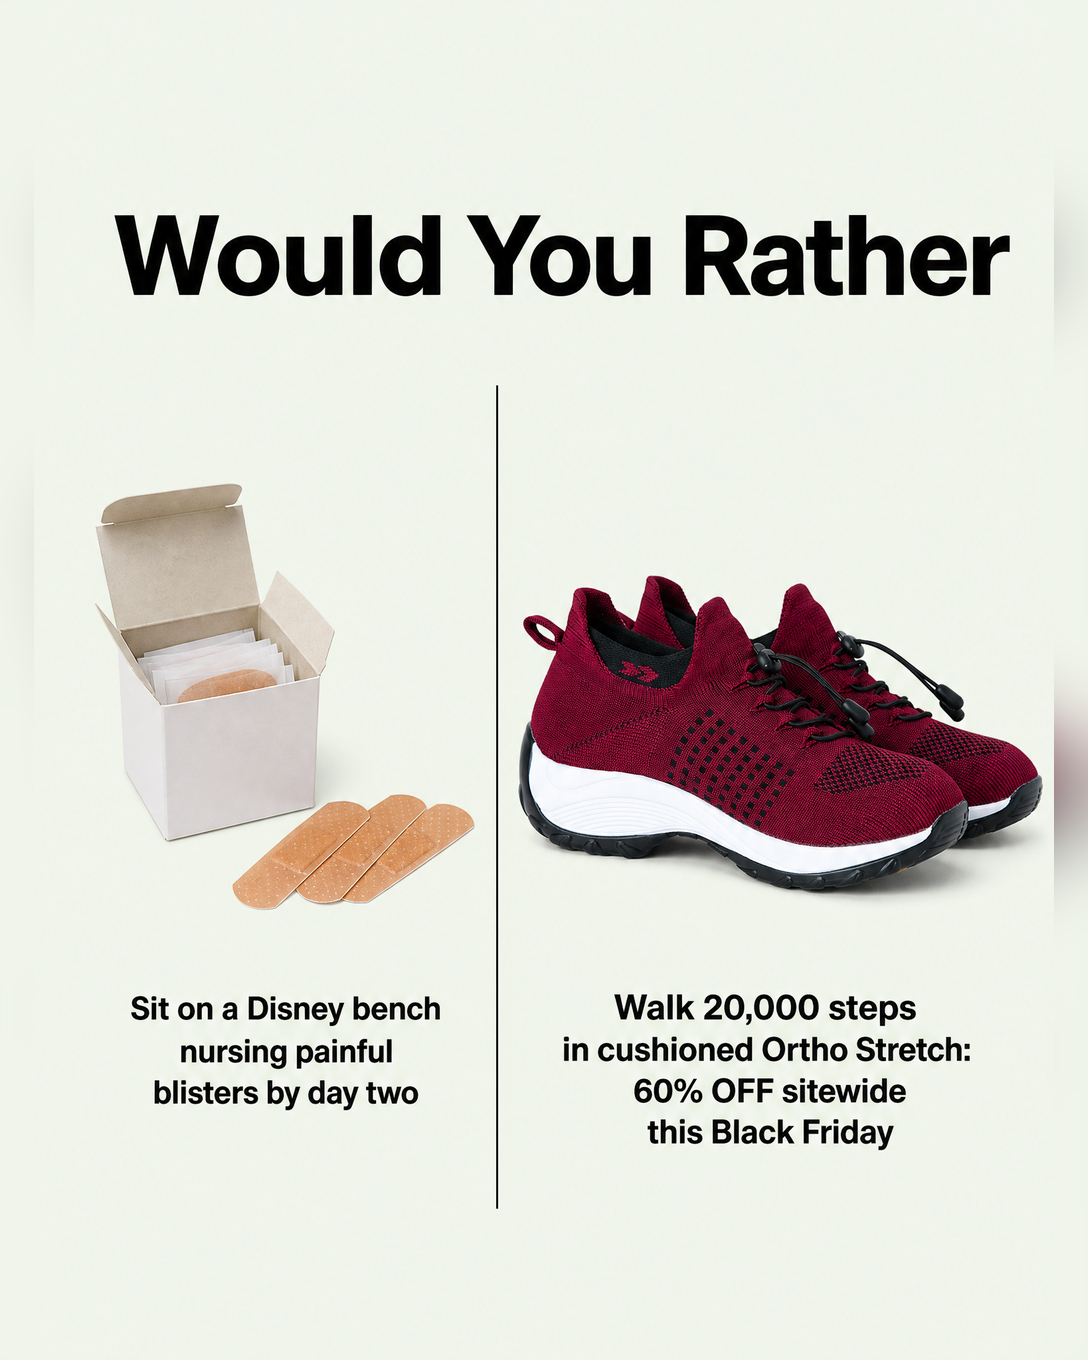 Would You Rather
Sit on a Disney bench
nursing painful
blisters by day two
Walk 20,000 steps
in cushioned Ortho Stretch:
60% OFF sitewide
this Black Friday